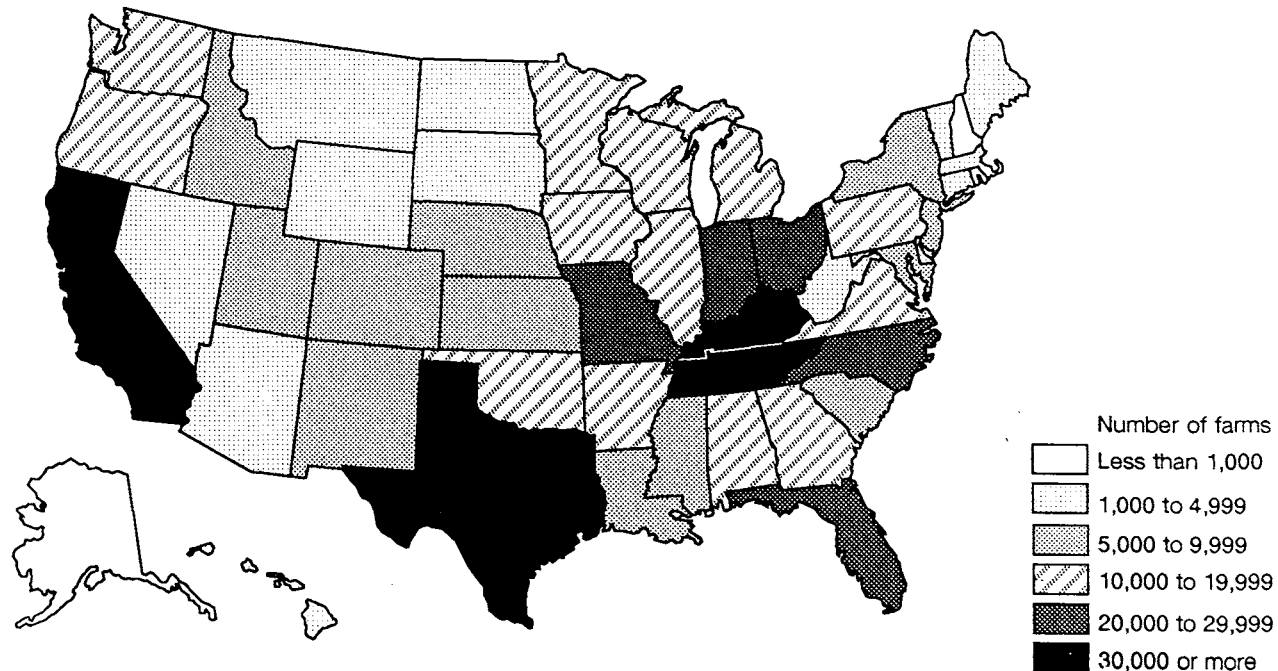 Number of farms
Less than 1,000
1,000 to 4,999
5,000 to 9,999
10,000 to 19,999
20,000 to 29,999
30,000 or more